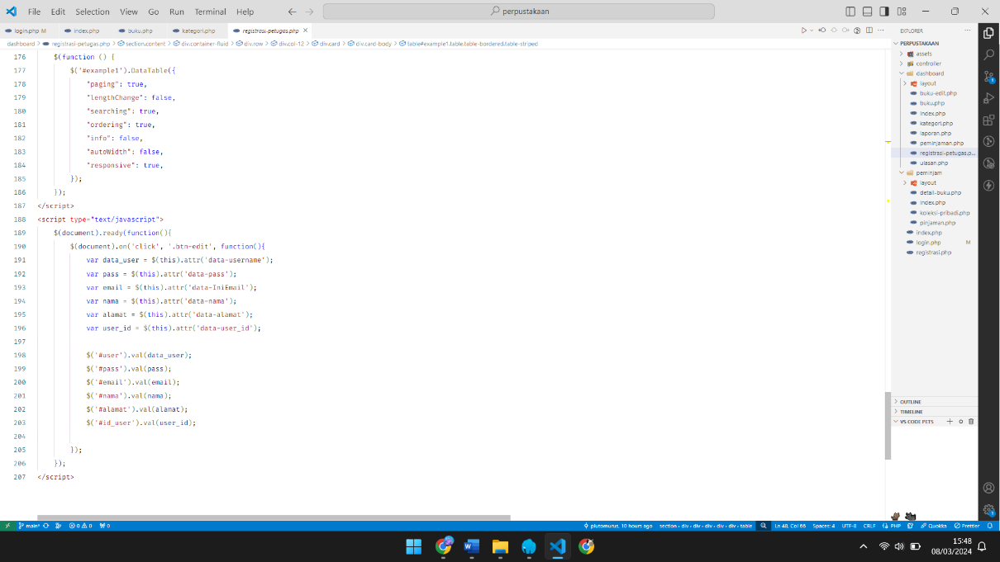 File Edit Selection View Go Run Terminal Help
perpustakaan
login.php M
index.php
buku.php
kategori.php
registrasi-petugas.php
dashboard > registrasi-petugas.php > section.content > div.container-fluid > div.row > div.col-12 > div.card > div.card-body > table#example1.table.table-bordered.table-striped
176 $(function () {
177 $('#example1').DataTable({
178 "paging": true,
179 "lengthChange": false,
180 "searching": true,
181 "ordering": true,
182 "info": false,
183 "autoWidth": false,
184 "responsive": true,
185 });
186 });
187 </script>
188 <script type="text/javascript">
189 $(document).ready(function(){
190 $(document).on('click', '.btn-edit', function(){
191 var data_user = $(this).attr('data-username');
192 var pass = $(this).attr('data-pass');
193 var email = $(this).attr('data-IniEmail');
194 var nama = $(this).attr('data-nama');
195 var alamat = $(this).attr('data-alamat');
196 var user_id = $(this).attr('data-user_id');
197
198 $('#user').val(data_user);
199 $('#pass').val(pass);
200 $('#email').val(email);
201 $('#nama').val(nama);
202 $('#alamat').val(alamat);
203 $('#id_user').val(user_id);
204
205 });
206 });
207 </script>
EXPLORER
PERPUSTAKAAN
assets
controller
dashboard
layout
buku-edit.php
buku.php
index.php
kategori.php
laporan.php
peminjaman.php
registrasi-petugas.p...
ulasan.php
peminjam
layout
detail-buku.php
index.php
koleksi-pribadi.php
pinjaman.php
index.php
login.php M
registrasi.php
OUTLINE
TIMELINE
VS CODE PETS
main* 0 0 0
plutomurus, 10 hours ago
section › div › div › div › div › div › table
Ln 48, Col 66
Spaces: 4
UTF-8
CRLF
PHP
Quokka
Prettier
15:48
08/03/2024